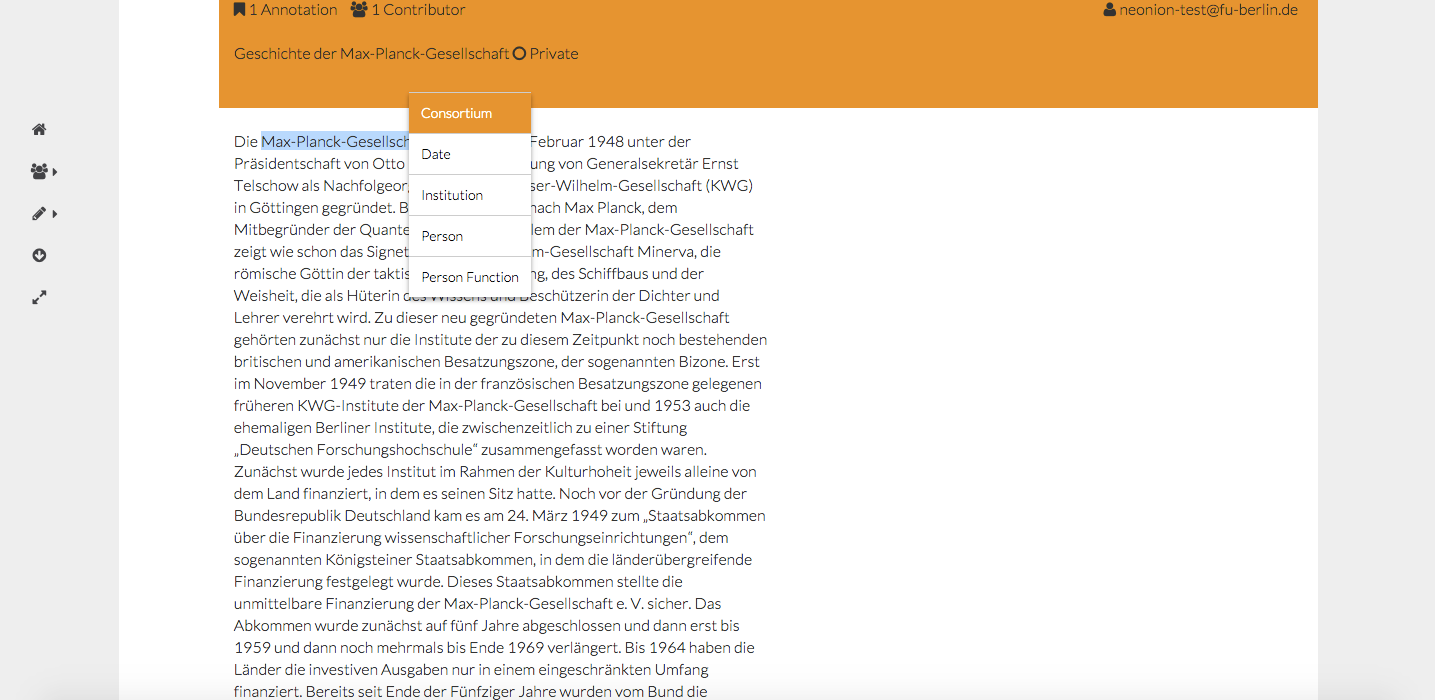 1 Annotation 1 Contributor neonion-test@fu-berlin.de
Geschichte der Max-Planck-Gesellschaft Private
Consortium
Date
Institution
Person
Person Function
Die Max-Planck-Gesellsch Februar 1948 unter der
Präsidentschaft von Otto ung von Generalsekretär Ernst
Telschow als Nachfolgeor ser-Wilhelm-Gesellschaft (KWG)
in Göttingen gegründet. B nach Max Planck, dem
Mitbegründer der Quante lem der Max-Planck-Gesellschaft
zeigt wie schon das Signet m-Gesellschaft Minerva, die
römische Göttin der taktis ng, des Schiffbaus und der
Weisheit, die als Hüterin des Wissens und Beschützerin der Dichter und
Lehrer verehrt wird. Zu dieser neu gegründeten Max-Planck-Gesellschaft
gehörten zunächst nur die Institute der zu diesem Zeitpunkt noch bestehenden
britischen und amerikanischen Besatzungszone, der sogenannten Bizone. Erst
im November 1949 traten die in der französischen Besatzungszone gelegenen
früheren KWG-Institute der Max-Planck-Gesellschaft bei und 1953 auch die
ehemaligen Berliner Institute, die zwischenzeitlich zu einer Stiftung
„Deutschen Forschungshochschule“ zusammengefasst worden waren.
Zunächst wurde jedes Institut im Rahmen der Kulturhoheit jeweils alleine von
dem Land finanziert, in dem es seinen Sitz hatte. Noch vor der Gründung der
Bundesrepublik Deutschland kam es am 24. März 1949 zum „Staatsabkommen
über die Finanzierung wissenschaftlicher Forschungseinrichtungen“, dem
sogenannten Königsteiner Staatsabkommen, in dem die länderübergreifende
Finanzierung festgelegt wurde. Dieses Staatsabkommen stellte die
unmittelbare Finanzierung der Max-Planck-Gesellschaft e. V. sicher. Das
Abkommen wurde zunächst auf fünf Jahre abgeschlossen und dann erst bis
1959 und dann noch mehrmals bis Ende 1969 verlängert. Bis 1964 haben die
Länder die investiven Ausgaben nur in einem eingeschränkten Umfang
finanziert. Bereits seit Ende der Fünfziger Jahre wurden vom Bund die